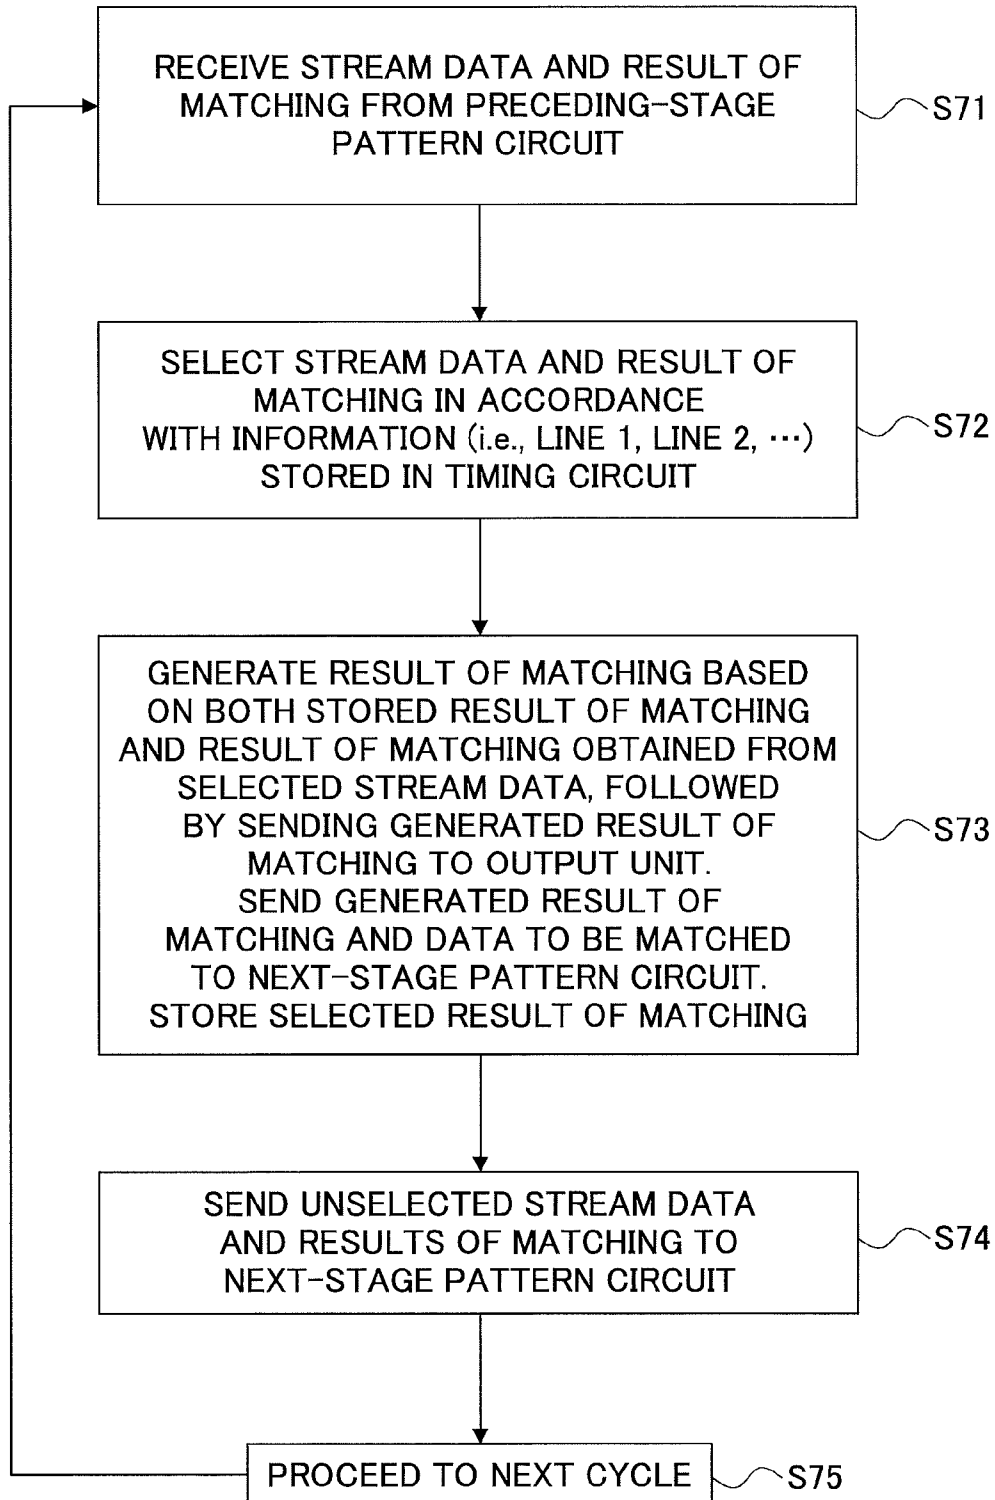 RECEIVE STREAM DATA AND RESULT OF
MATCHING FROM PRECEDING-STAGE
PATTERN CIRCUIT
S71
SELECT STREAM DATA AND RESULT OF
MATCHING IN ACCORDANCE
WITH INFORMATION (i.e., LINE 1, LINE 2, ···)
STORED IN TIMING CIRCUIT
S72
GENERATE RESULT OF MATCHING BASED
ON BOTH STORED RESULT OF MATCHING
AND RESULT OF MATCHING OBTAINED FROM
SELECTED STREAM DATA, FOLLOWED
BY SENDING GENERATED RESULT OF
MATCHING TO OUTPUT UNIT.
SEND GENERATED RESULT OF
MATCHING AND DATA TO BE MATCHED
TO NEXT-STAGE PATTERN CIRCUIT.
STORE SELECTED RESULT OF MATCHING
S73
SEND UNSELECTED STREAM DATA
AND RESULTS OF MATCHING TO
NEXT-STAGE PATTERN CIRCUIT
S74
PROCEED TO NEXT CYCLE
S75